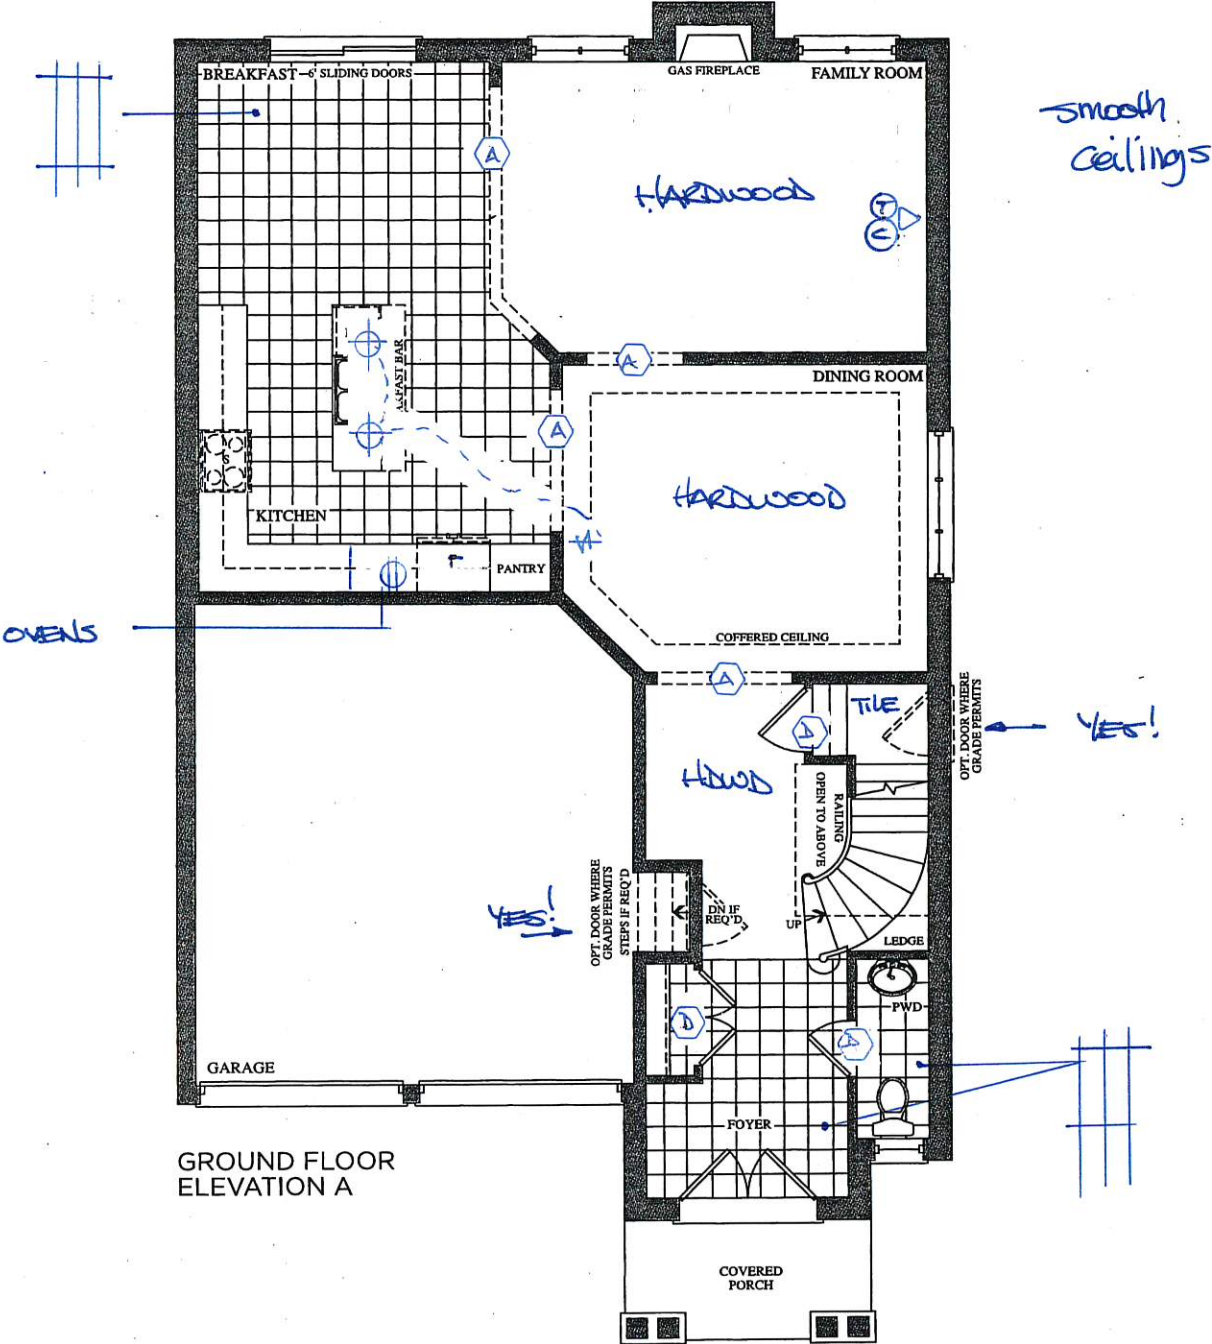 BREAKFAST
6' SLIDING DOORS
GAS FIREPLACE
FAMILY ROOM
smooth
ceilings
A
HARDWOOD
T
C
A
DINING ROOM
A
S
HARDWOOD
KITCHEN
PANTRY
OVENS
COFFERED CEILING
A
TILE
OPT. DOOR WHERE
GRADE PERMITS
YES!
HDWD
RAILING
OPEN TO ABOVE
OPT. DOOR WHERE
GRADE PERMITS
STEPS IF REQ'D
YES!
DN IF
REQ'D
UP
LEDGE
PWD
D
A
GARAGE
FOYER
GROUND FLOOR
ELEVATION A
COVERED
PORCH